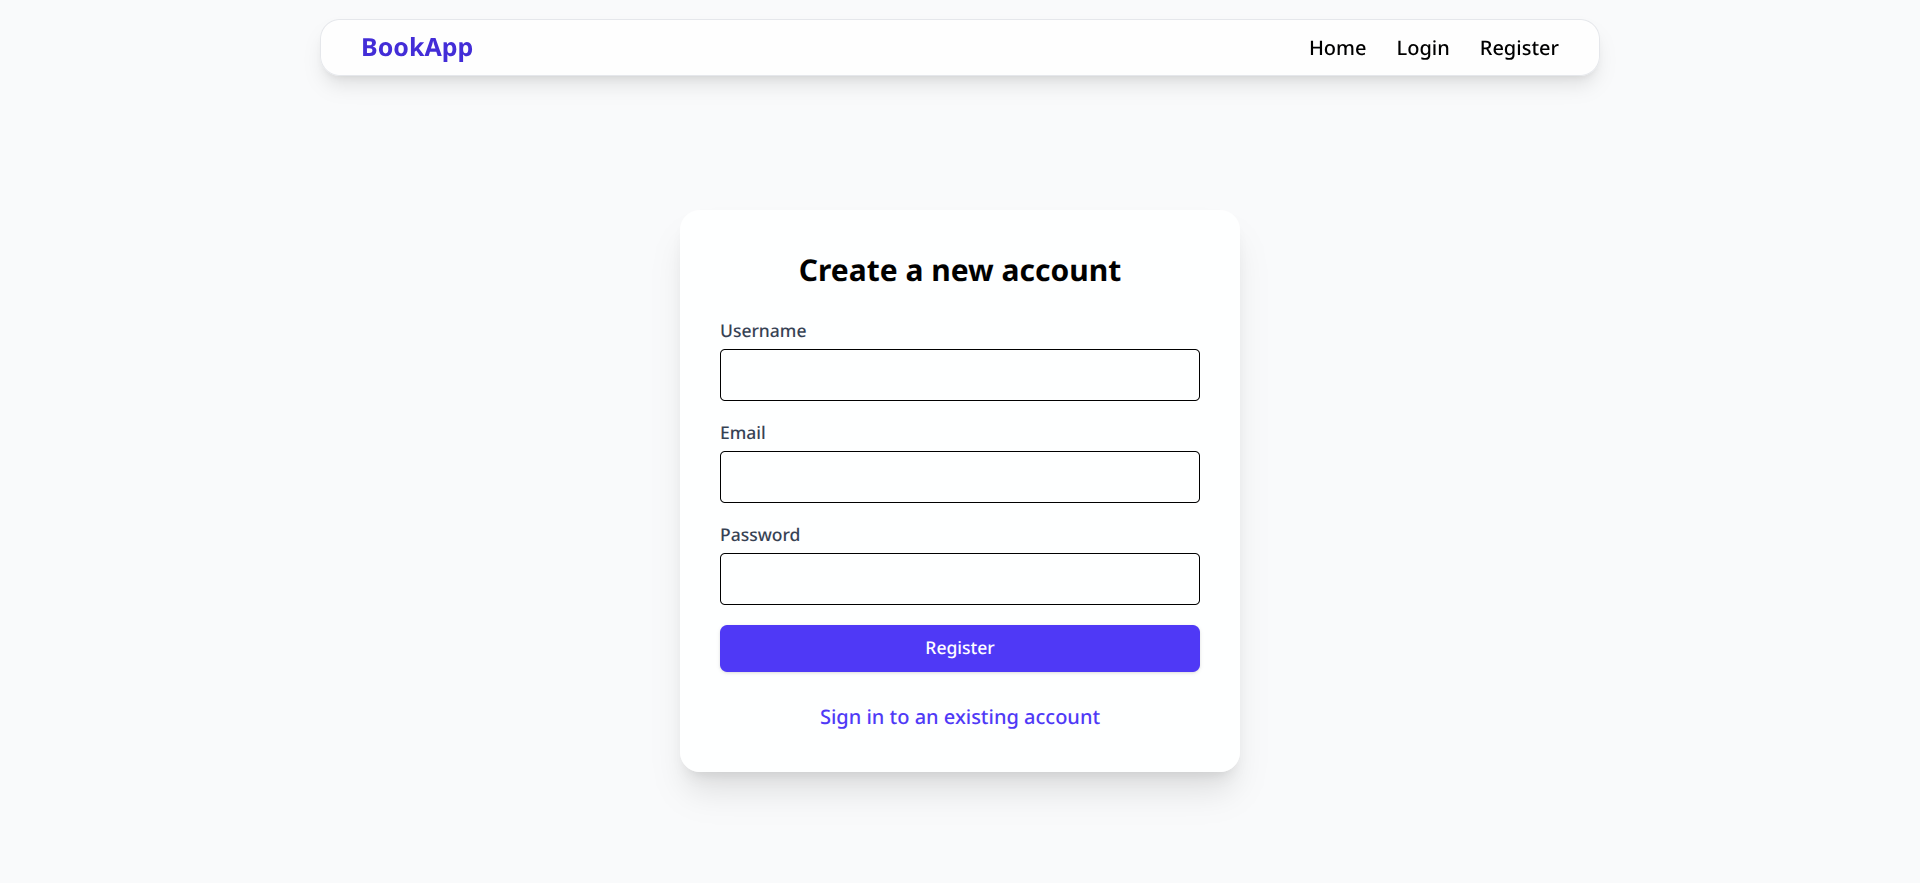 BookApp
Home Login Register
Create a new account
Username
Email
Password
Register
Sign in to an existing account